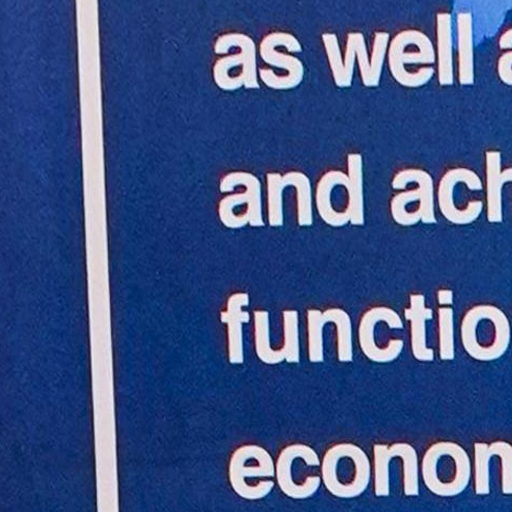 as well a
and ach
functio
econon